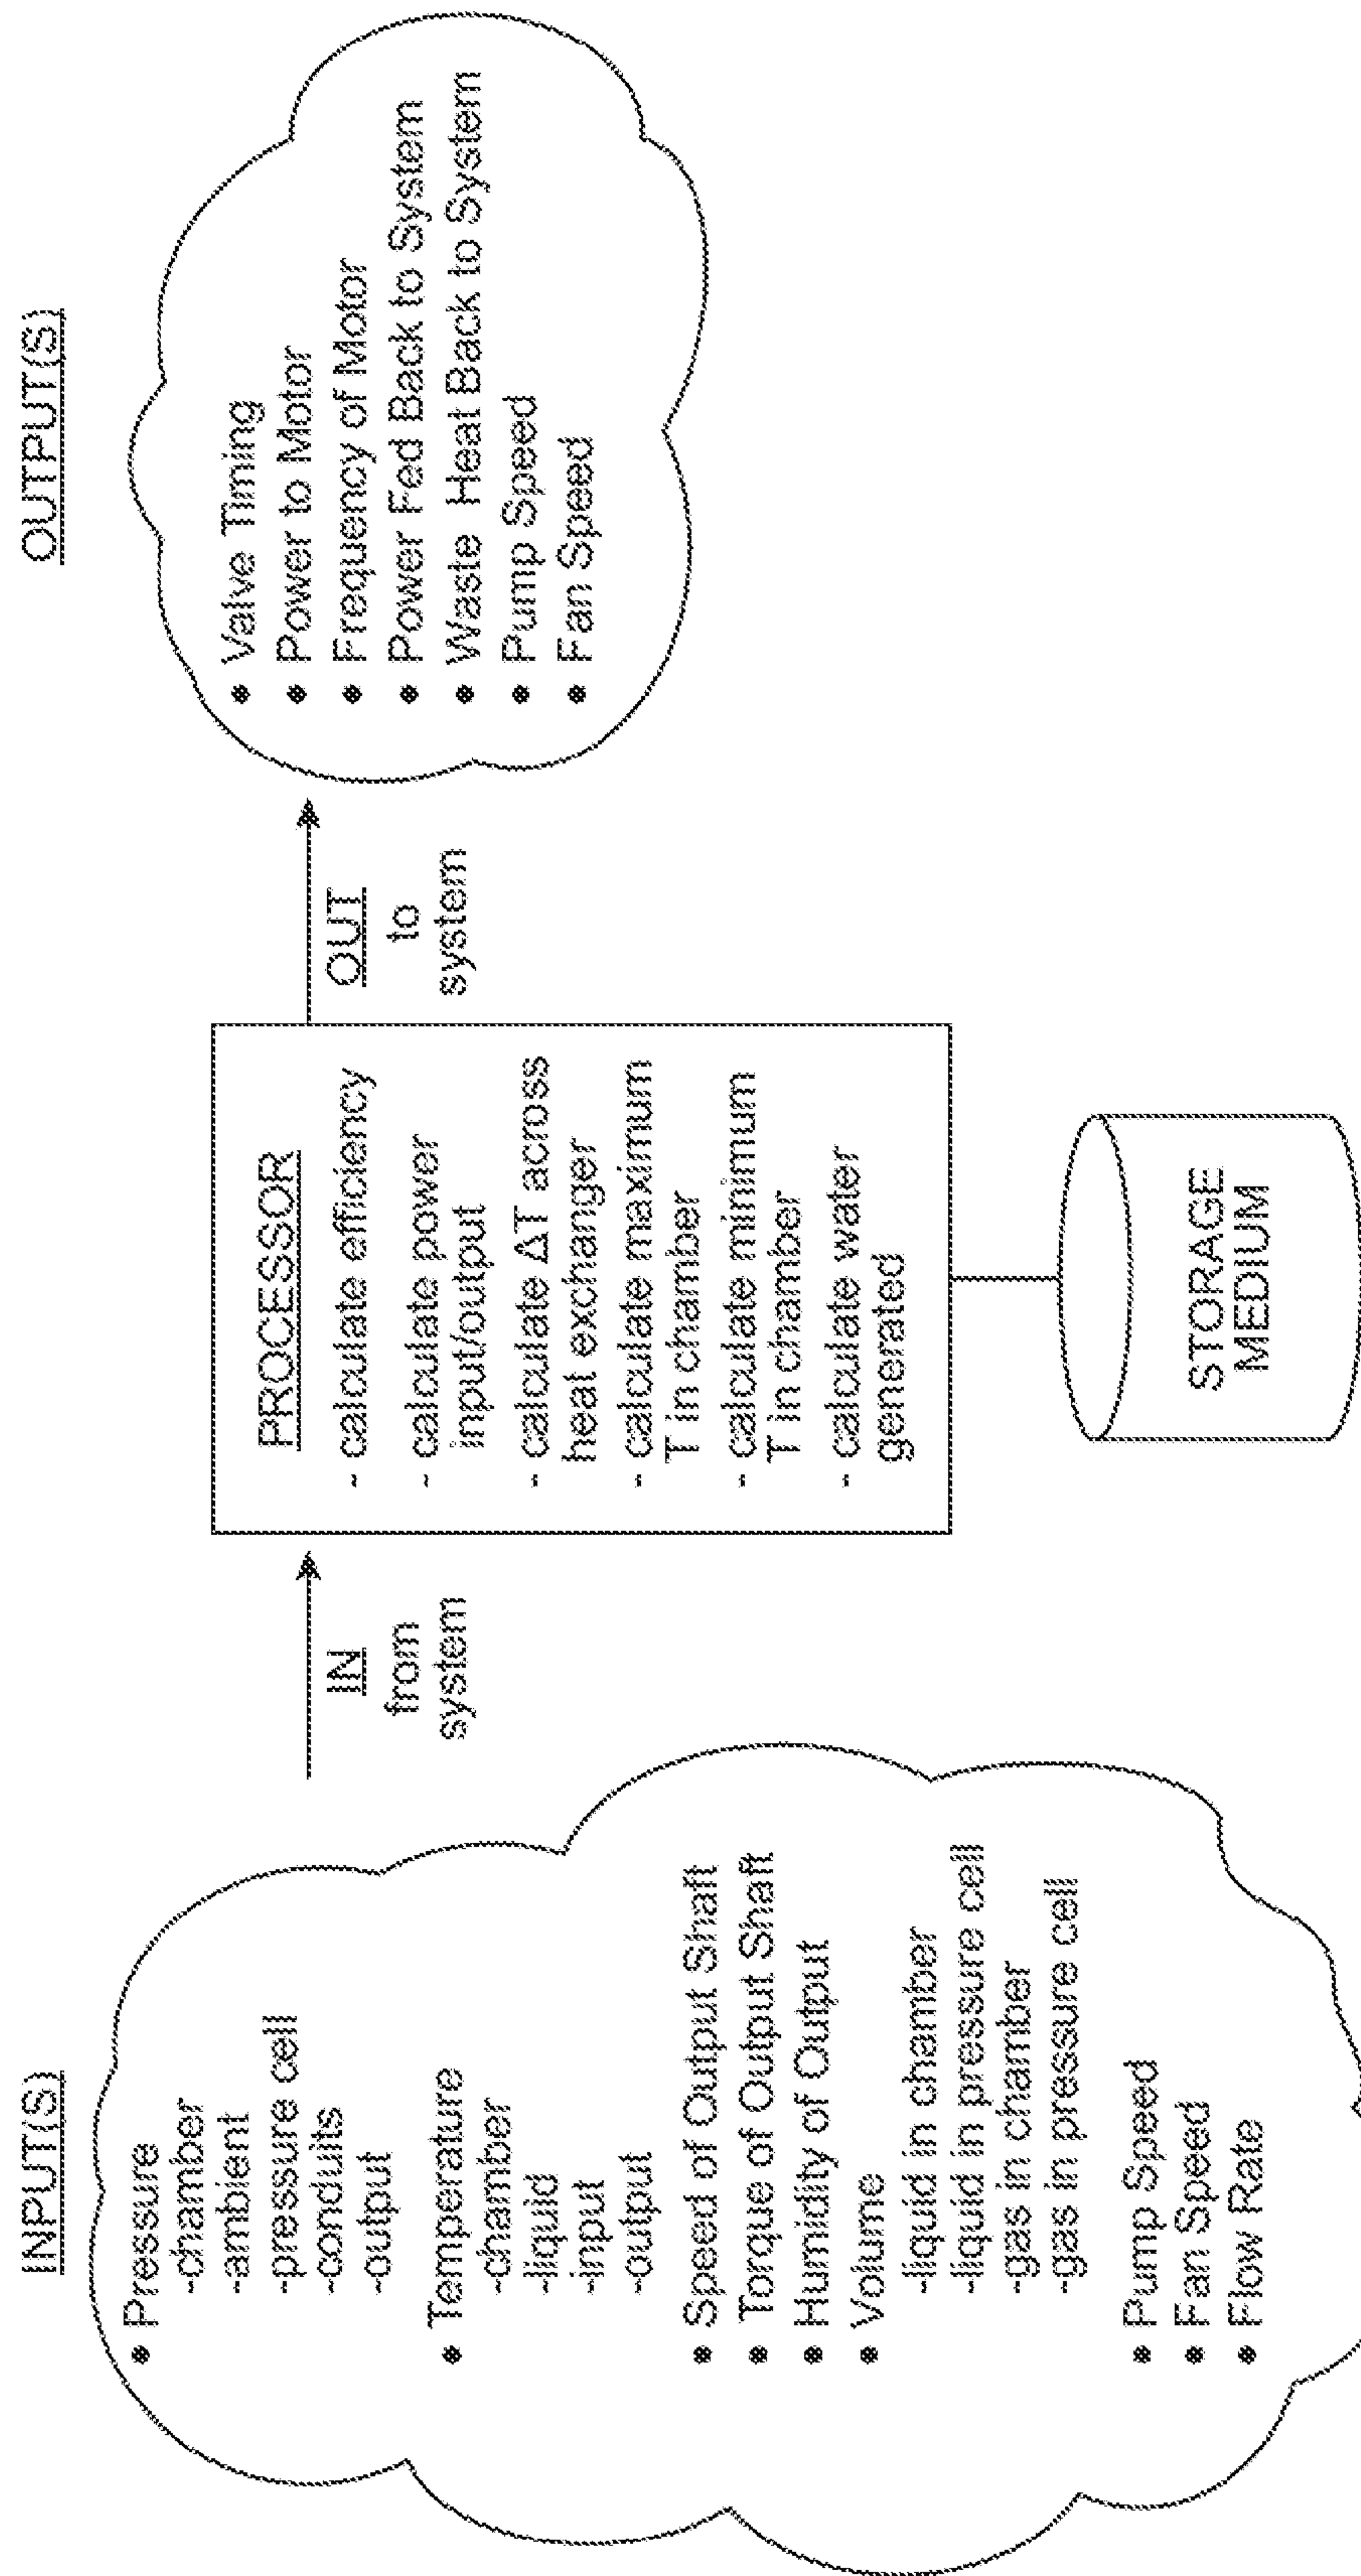 INPUT(S)
● Pressure
-chamber
-ambient
-pressure cell
-conduits
-output
● Temperature
-chamber
-liquid
-input
-output
● Speed of Output Shaft
● Torque of Output Shaft
● Humidity of Output
● Volume
-liquid in chamber
-liquid in pressure cell
-gas in chamber
-gas in pressure cell
● Pump Speed
● Fan Speed
● Flow Rate
IN
from
system
PROCESSOR
- calculate efficiency
- calculate power
input/output
- calculate ΔT across
heat exchanger
- calculate maximum
T in chamber
- calculate minimum
T in chamber
- calculate water
generated
STORAGE
MEDIUM
OUT
to
system
OUTPUT(S)
● Valve Timing
● Power to Motor
● Frequency of Motor
● Power Fed Back to System
● Waste Heat Back to System
● Pump Speed
● Fan Speed